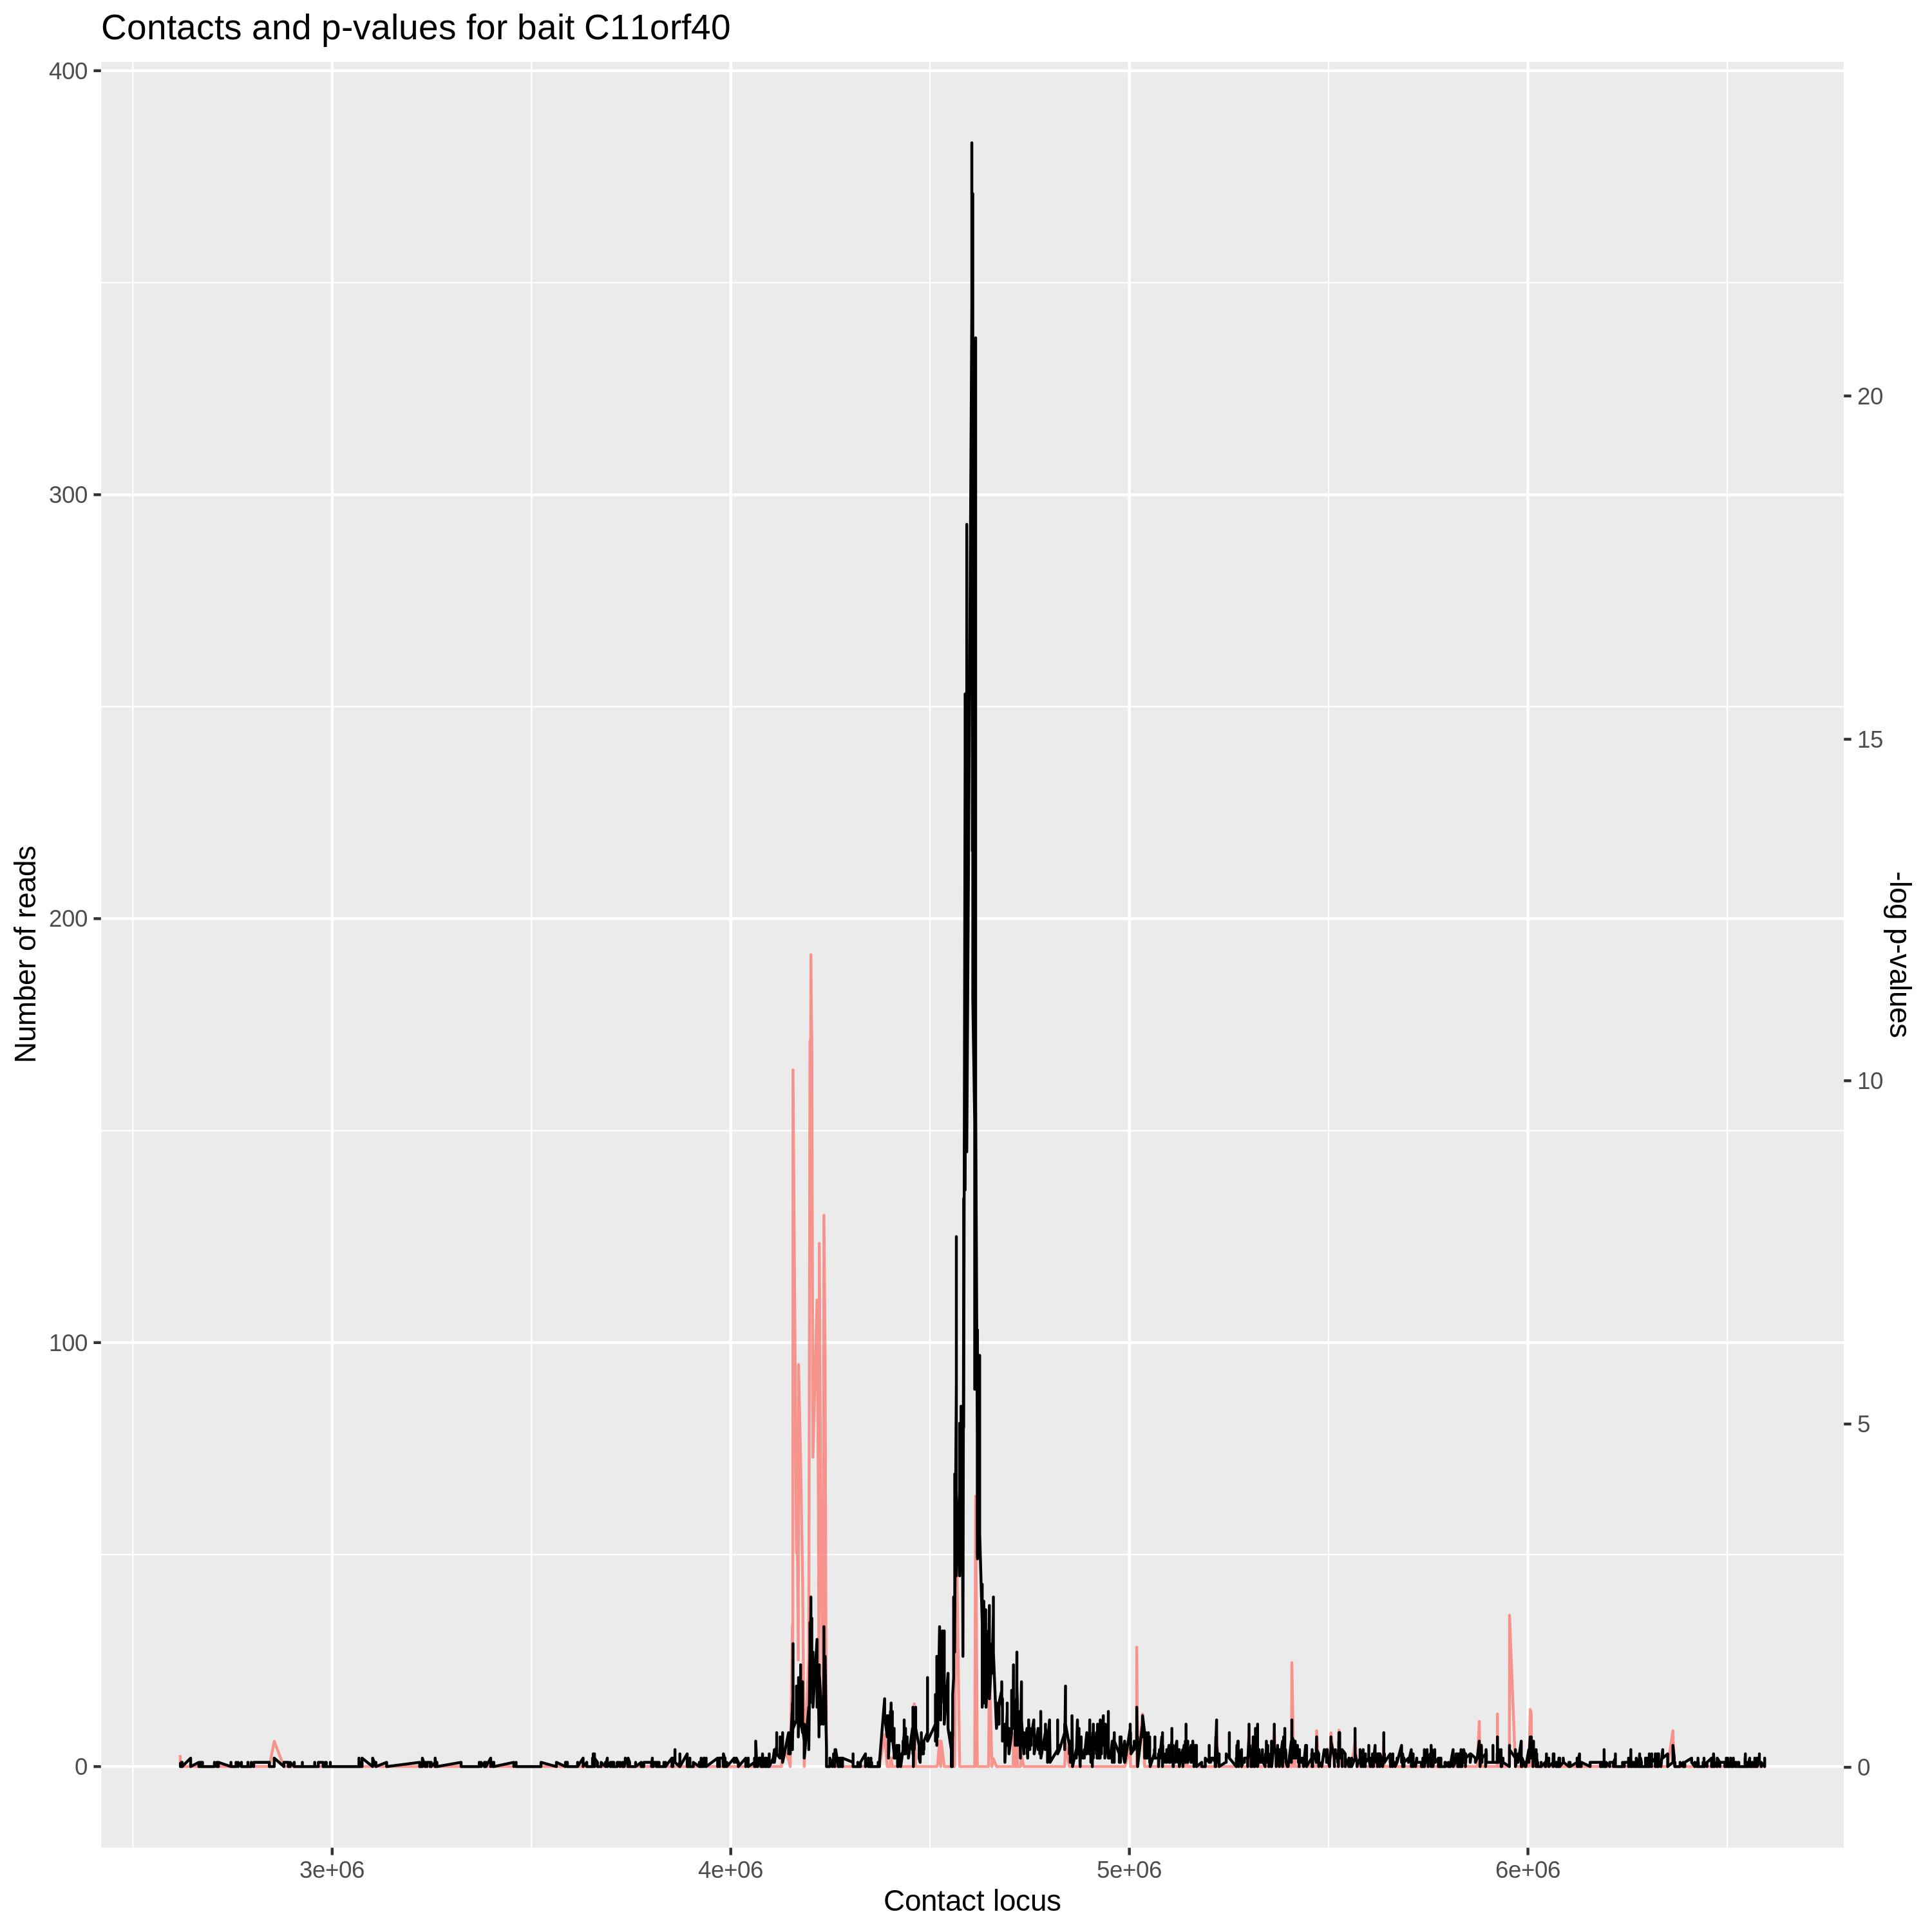 Contacts and p-values for bait C11orf40
400
300
200
100
0
Number of reads
20
15
10
5
0
-log p-values
3e+06
4e+06
5e+06
6e+06
Contact locus